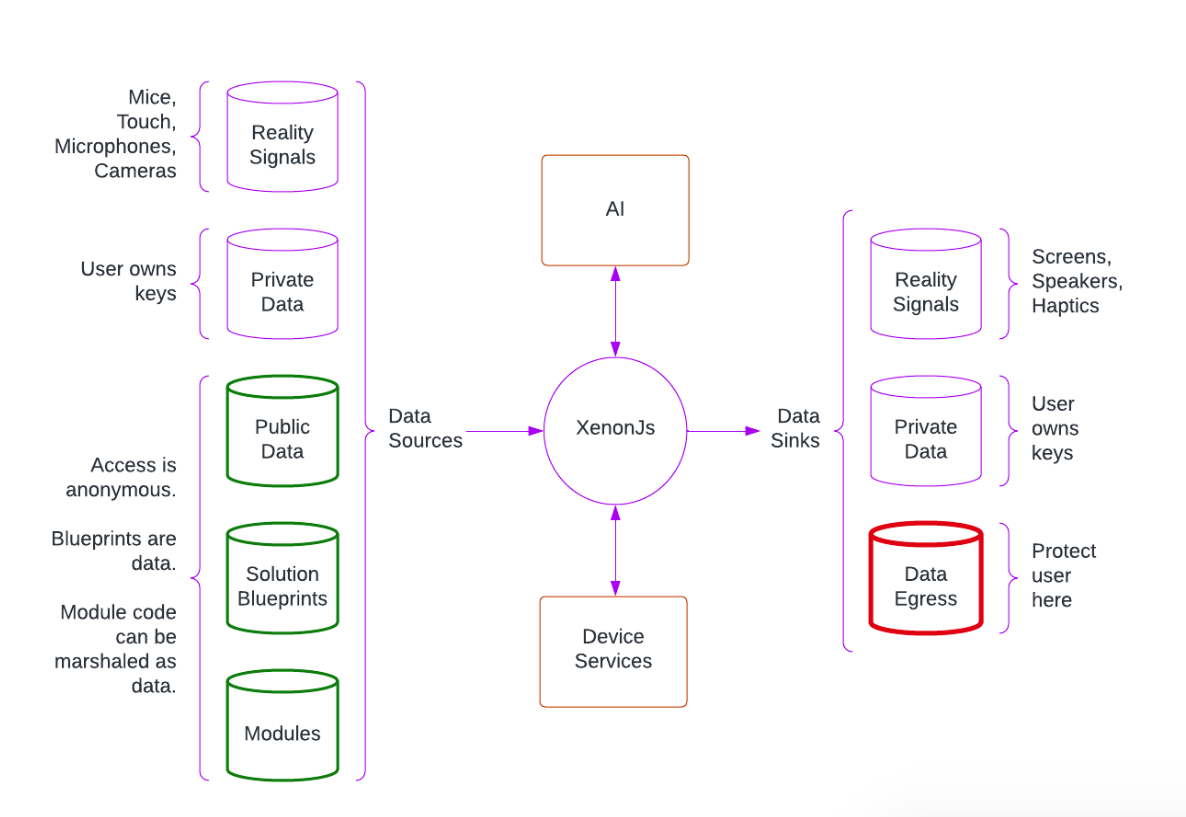 Mice,
Touch,
Microphones,
Cameras
Reality
Signals
User owns
keys
Private
Data
Access is
anonymous.
Blueprints are
data.
Module code
can be
marshaled as
data.
Public
Data
Solution
Blueprints
Modules
Data
Sources
AI
XenonJs
Device
Services
Data
Sinks
Reality
Signals
Screens,
Speakers,
Haptics
Private
Data
User
owns
keys
Data
Egress
Protect
user
here